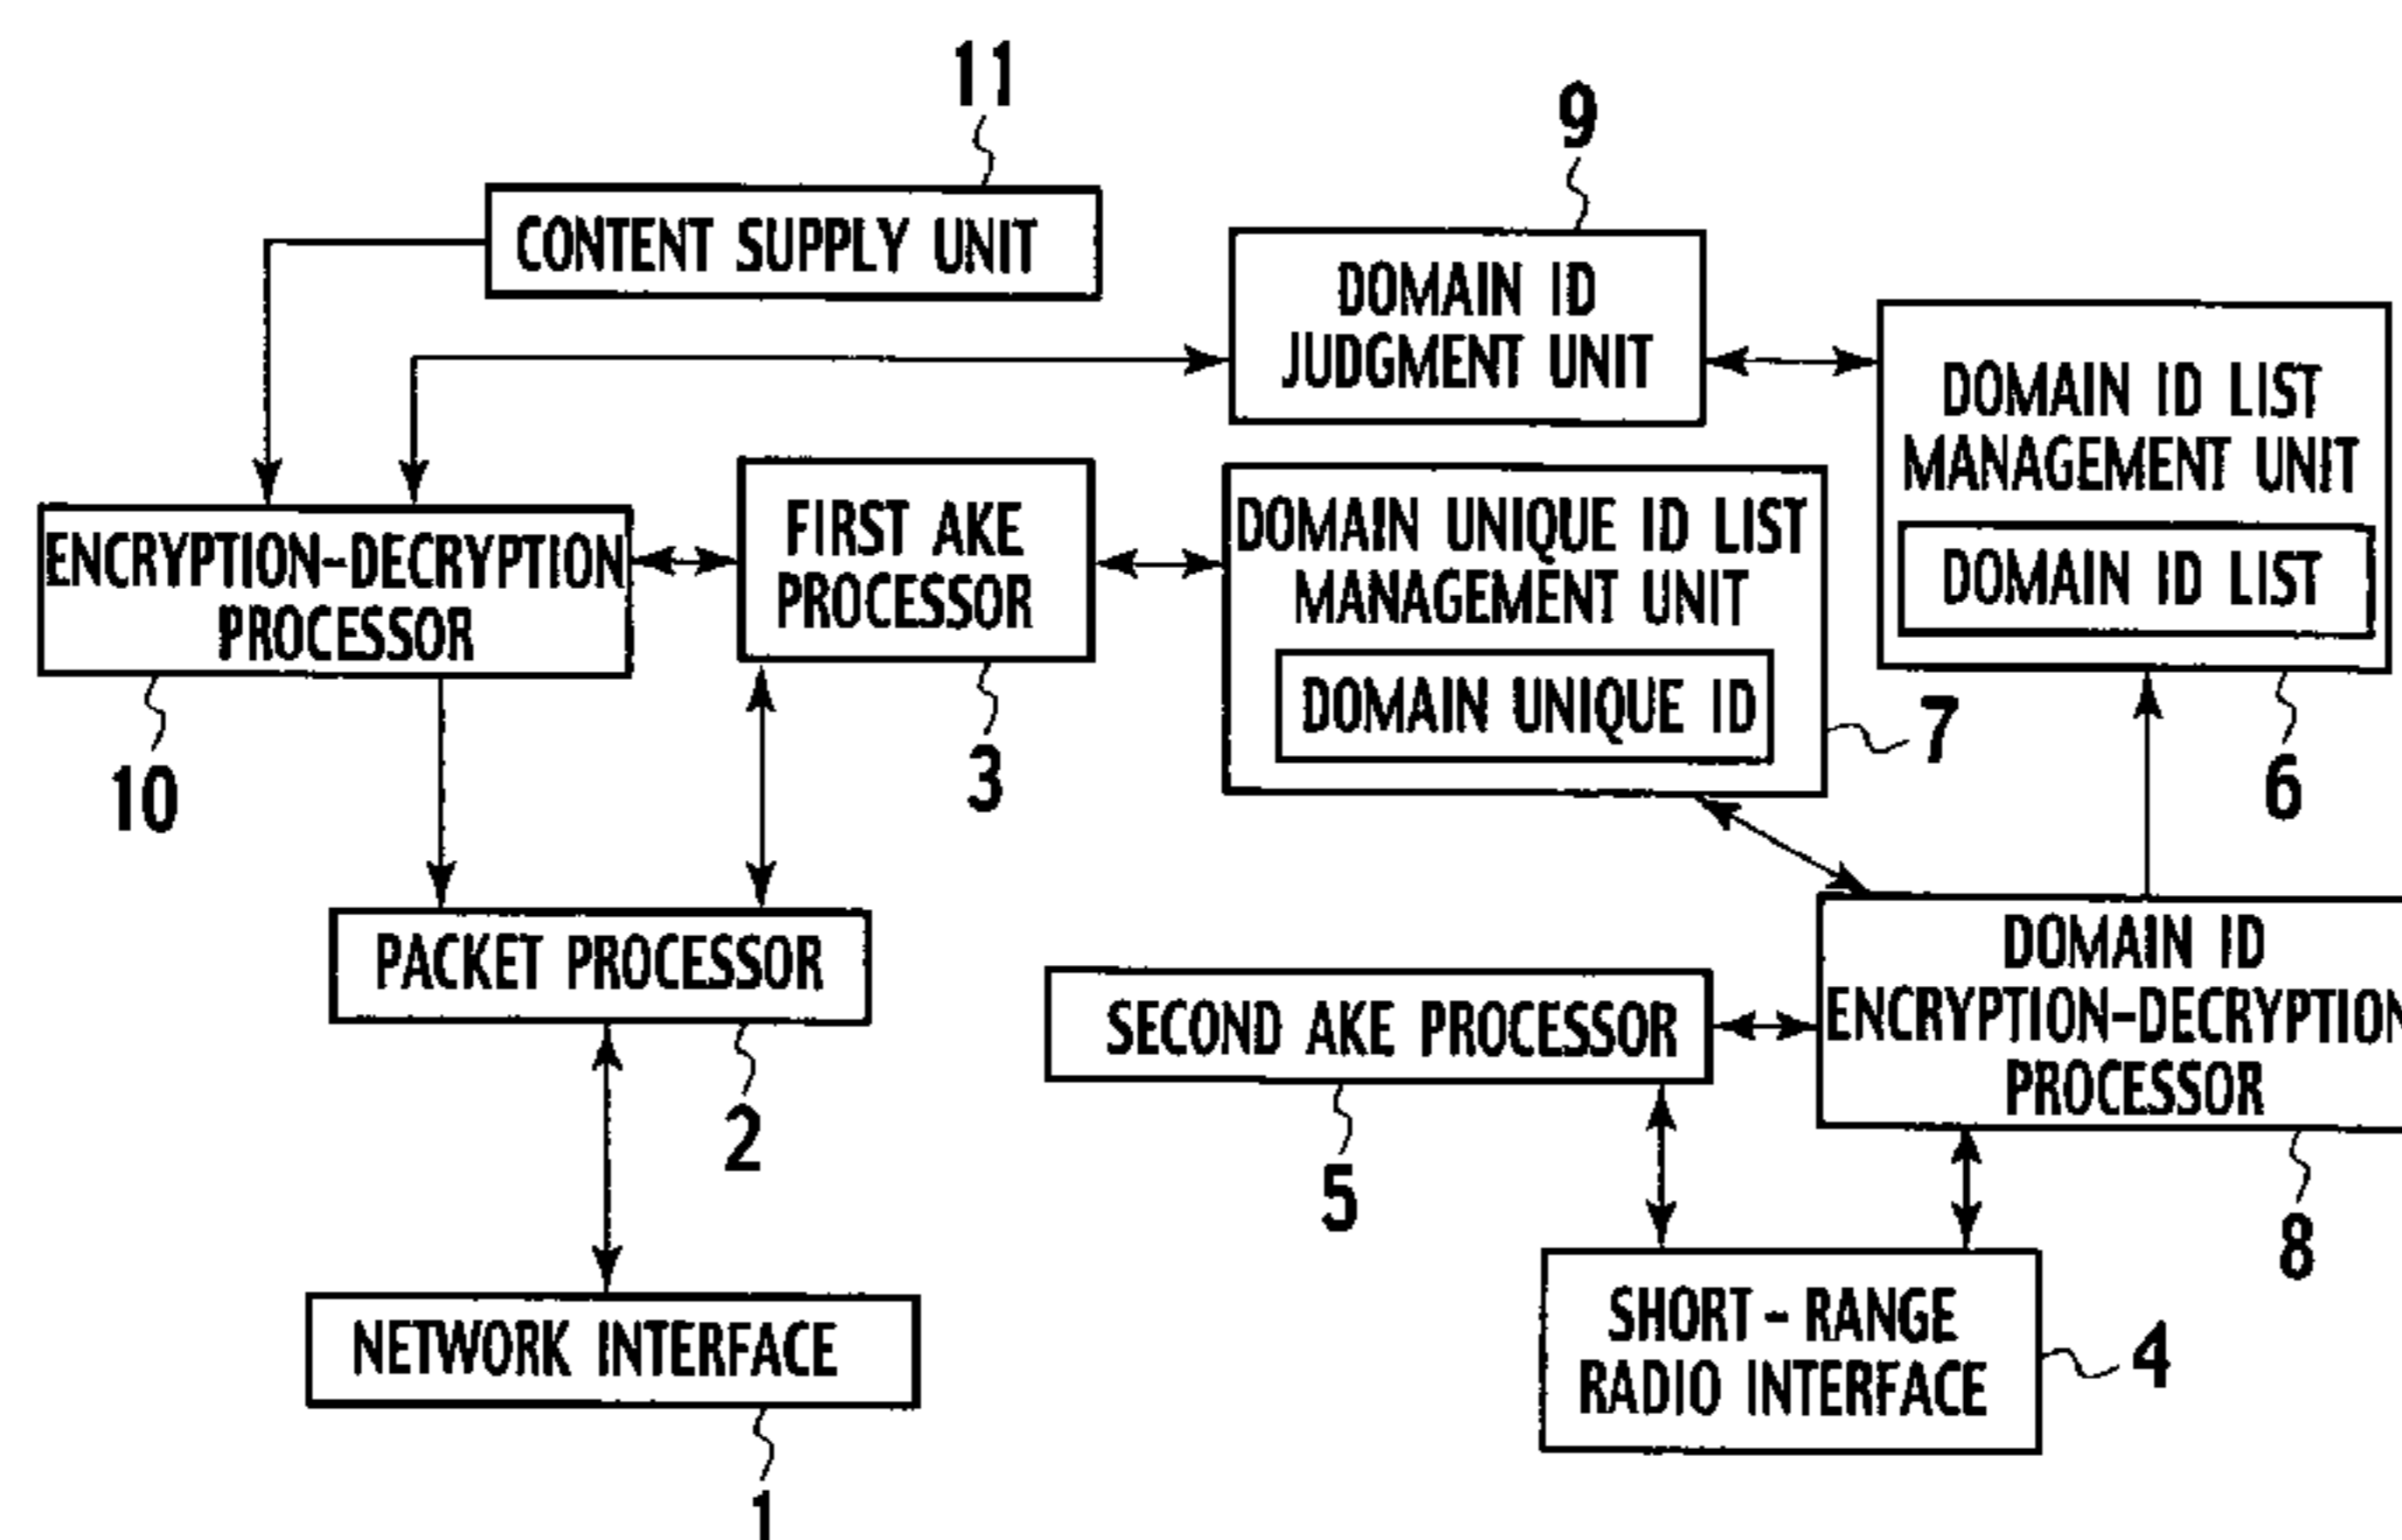 11
9
CONTENT SUPPLY UNIT
DOMAIN ID
JUDGMENT UNIT
DOMAIN ID LIST
MANAGEMENT UNIT
DOMAIN ID LIST
6
ENCRYPTION-DECRYPTION
PROCESSOR
10
FIRST AKE
PROCESSOR
3
DOMAIN UNIQUE ID LIST
MANAGEMENT UNIT
DOMAIN UNIQUE ID
7
PACKET PROCESSOR
2
SECOND AKE PROCESSOR
5
DOMAIN ID
ENCRYPTION-DECRYPTION
PROCESSOR
8
NETWORK INTERFACE
1
SHORT-RANGE
RADIO INTERFACE
4